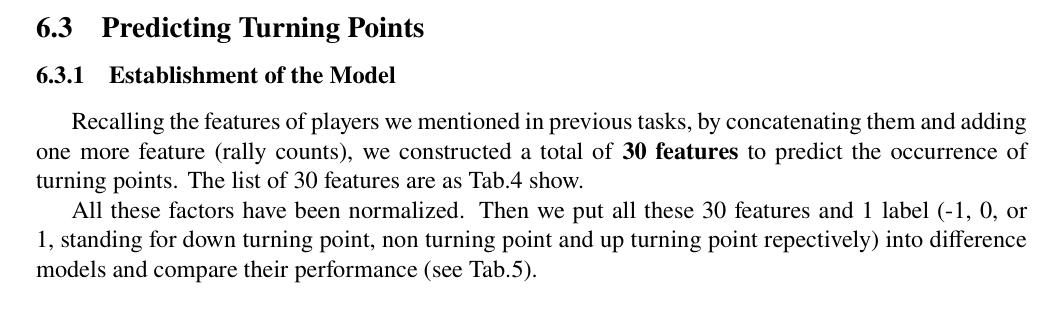 6.3 Predicting Turning Points
6.3.1 Establishment of the Model
Recalling the features of players we mentioned in previous tasks, by concatenating them and adding
one more feature (rally counts), we constructed a total of 30 features to predict the occurrence of
turning points. The list of 30 features are as Tab.4 show.
All these factors have been normalized. Then we put all these 30 features and 1 label (-1, 0, or
1, standing for down turning point, non turning point and up turning point repectively) into difference
models and compare their performance (see Tab.5).